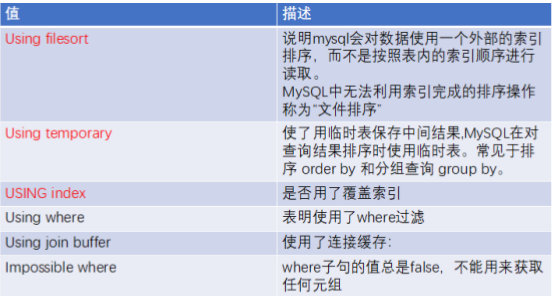 值 描述
Using filesort 说明mysql会对数据使用一个外部的索引
排序，而不是按照表内的索引顺序进行
读取。
MySQL中无法利用索引完成的排序操作
称为“文件排序”
Using temporary 使了用临时表保存中间结果,MySQL在对
查询结果排序时使用临时表。常见于排
序 order by 和分组查询 group by。
USING index 是否用了覆盖索引
Using where 表明使用了where过滤
Using join buffer 使用了连接缓存：
Impossible where where子句的值总是false，不能用来获取
任何元组